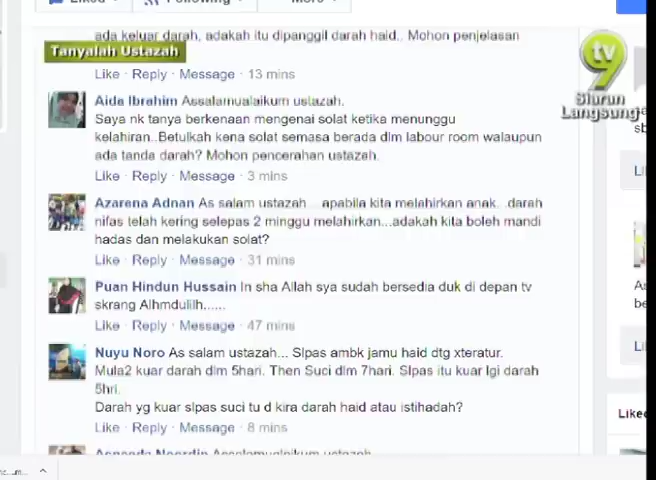 Liked
Following
More
ada keluar darah, adakah itu dipanggil darah haid.. Mohon penjelasan
Tanyalah Ustazah
Like · Reply · Message · 13 mins
tv
9
Siaran
Langsung
Aida Ibrahim Assalamualaikum ustazah.
Saya nk tanya berkenaan mengenai solat ketika menunggu
kelahiran..Betulkah kena solat semasa berada dlm labour room walaupun
ada tanda darah? Mohon pencerahan ustazah.
Like · Reply · Message · 3 mins
Azarena Adnan As salam ustazah... apabila kita melahirkan anak...darah
nifas telah kering selepas 2 minggu melahirkan...adakah kita boleh mandi
hadas dan melakukan solat?
Like · Reply · Message · 31 mins
Puan Hindun Hussain In sha Allah sya sudah bersedia duk di depan tv
skrang Alhmdulilh......
Like · Reply · Message · 47 mins
Nuyu Noro As salam ustazah... Slpas ambk jamu haid dtg xteratur.
Mula2 kuar darah dlm 5hari. Then Suci dlm 7hari. Slpas itu kuar lgi darah
5hri.
Darah yg kuar slpas suci tu d kira darah haid atau istihadah?
Like · Reply · Message · 8 mins
Noordin Assalamualaikum ustazah